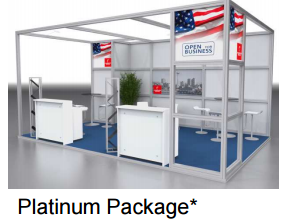 OPEN FOR
BUSINESS
Platinum Package*